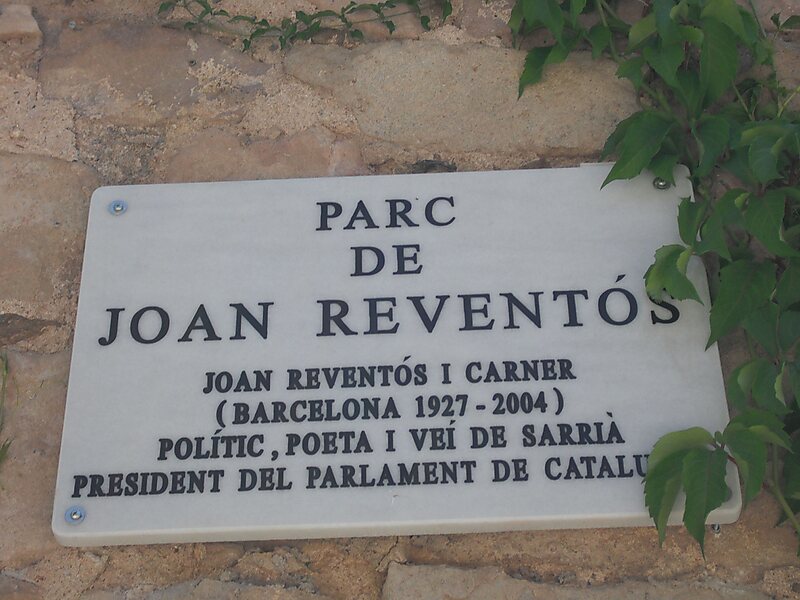 PARC
DE
JOAN REVENTÓS
JOAN REVENTÓS I CARNER
(BARCELONA 1927 - 2004)
POLÍTIC, POETA I VEÍ DE SARRIÀ
PRESIDENT DEL PARLAMENT DE